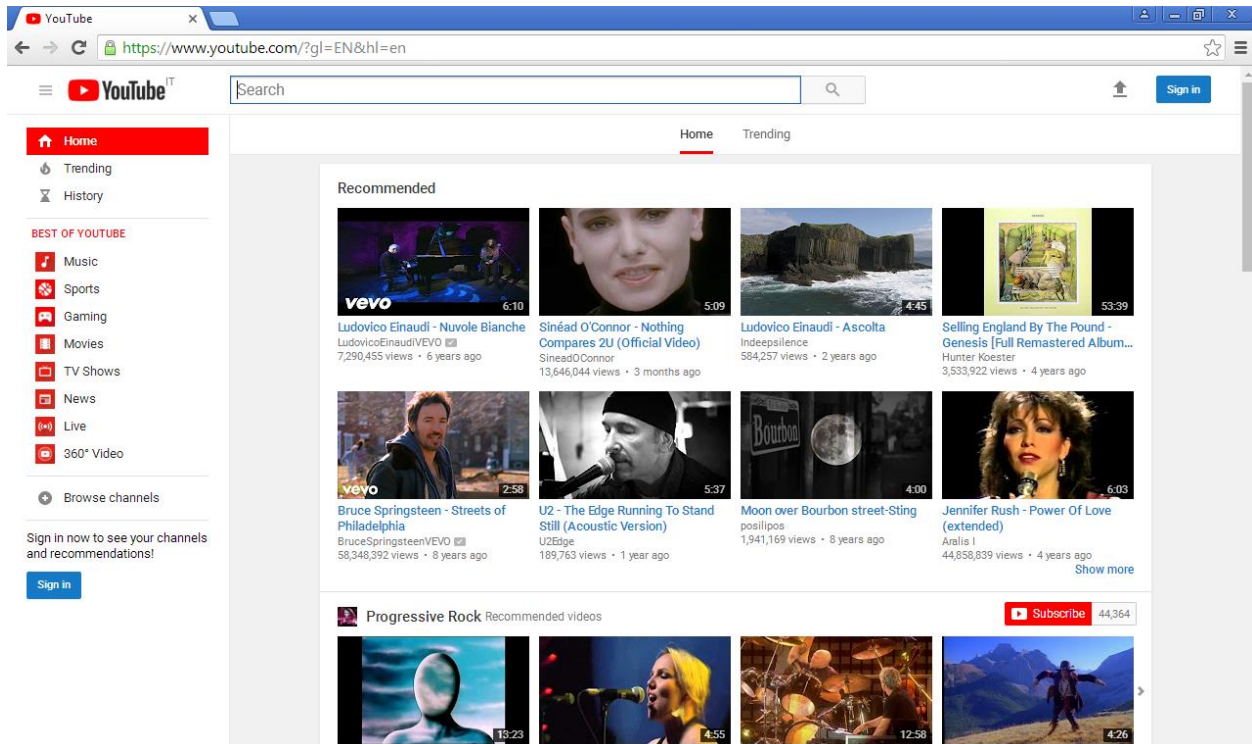 YouTube
https://www.youtube.com/?gl=EN&hl=en
YouTube IT
Search
Sign in
Home
Trending
History
BEST OF YOUTUBE
Music
Sports
Gaming
Movies
TV Shows
News
Live
360° Video
Browse channels
Sign in now to see your channels
and recommendations!
Sign in
Home Trending
Recommended
vevo 6:10
Ludovico Einaudi - Nuvole Bianche
LudovicoEinaudiVEVO
7,290,455 views • 6 years ago
5:09
Sinéad O'Connor - Nothing
Compares 2U (Official Video)
SineadOConnor
13,646,044 views • 3 months ago
4:45
Ludovico Einaudi - Ascolta
Indeepsilence
584,257 views • 2 years ago
53:39
Selling England By The Pound -
Genesis [Full Remastered Album...
Hunter Koester
3,533,922 views • 4 years ago
vevo 2:58
Bruce Springsteen - Streets of
Philadelphia
BruceSpringsteenVEVO
58,348,392 views • 8 years ago
5:37
U2 - The Edge Running To Stand
Still (Acoustic Version)
U2Edge
189,763 views • 1 year ago
Bourbon
4:00
Moon over Bourbon street-Sting
posilipos
1,941,169 views • 8 years ago
6:03
Jennifer Rush - Power Of Love
(extended)
Aralis I
44,858,839 views • 4 years ago
Show more
Progressive Rock Recommended videos
Subscribe 44,364
13:23
4:55
12:58
4:26